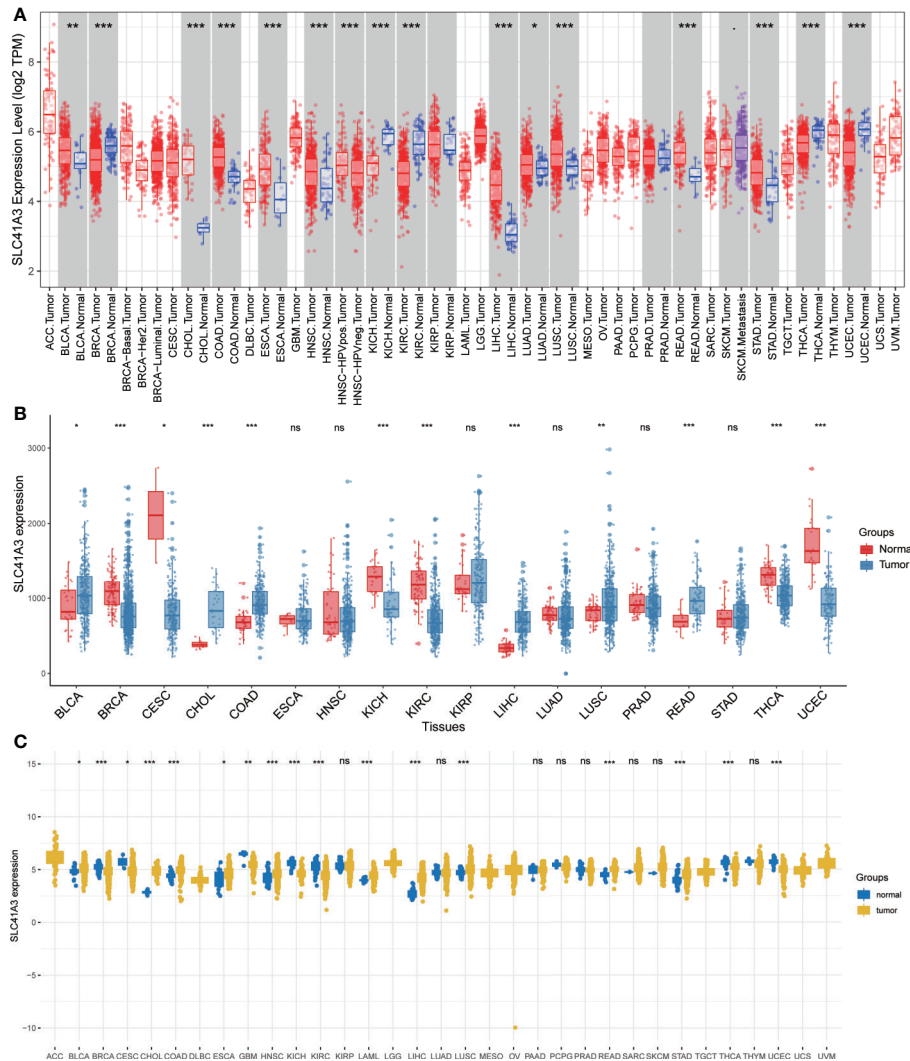 A
** *** *** *** *** *** *** *** *** *** * *** *** . *** *** ***
SLC41A3 Expression Level (log2 TPM)
8
6
4
2
ACC.Tumor
BLCA.Tumor
BLCA.Normal
BRCA.Tumor
BRCA.Normal
BRCA-Basal.Tumor
BRCA-Her2.Tumor
BRCA-Luminal.Tumor
CESC.Tumor
CHOL.Tumor
CHOL.Normal
COAD.Tumor
COAD.Normal
DLBC.Tumor
ESCA.Tumor
ESCA.Normal
GBM.Tumor
HNSC.Tumor
HNSC.Normal
HNSC-HPVpos.Tumor
HNSC-HPVneg.Tumor
KICH.Tumor
KICH.Normal
KIRC.Tumor
KIRC.Normal
KIRP.Tumor
KIRP.Normal
LAML.Tumor
LGG.Tumor
LIHC.Tumor
LIHC.Normal
LUAD.Tumor
LUAD.Normal
LUSC.Tumor
LUSC.Normal
MESO.Tumor
OV.Tumor
PAAD.Tumor
PCPG.Tumor
PRAD.Tumor
PRAD.Normal
READ.Tumor
READ.Normal
SARC.Tumor
SKCM.Tumor
SKCM.Metastasis
STAD.Tumor
STAD.Normal
TGCT.Tumor
THCA.Tumor
THCA.Normal
THYM.Tumor
UCEC.Tumor
UCEC.Normal
UCS.Tumor
UVM.Tumor
B
* *** * *** *** ns ns *** *** ns *** ns ** ns *** ns *** ***
SLC41A3 expression
3000
2000
1000
0
Groups
Norma
Tumor
BLCA BRCA CESC CHOL COAD ESCA HNSC KICH KIRC KIRP LIHC LUAD LUSC PRAD READ STAD THCA UCEC
Tissues
C
* *** * *** *** * ** *** *** *** ns *** *** ns *** ns ns ns *** ns ns *** *** ns ***
SLC41A3 expression
15
10
5
0
−5
−10
Groups
normal
tumor
ACC BLCA BRCA CESC CHOL COAD DLBC ESCA GBM HNSC KICH KIRC KIRP LAML LGG LIHC LUAD LUSC MESO OV PAAD PCPG PRAD READ SARC SKCM STAD TGCT THCA THYM UCEC UCS UVM